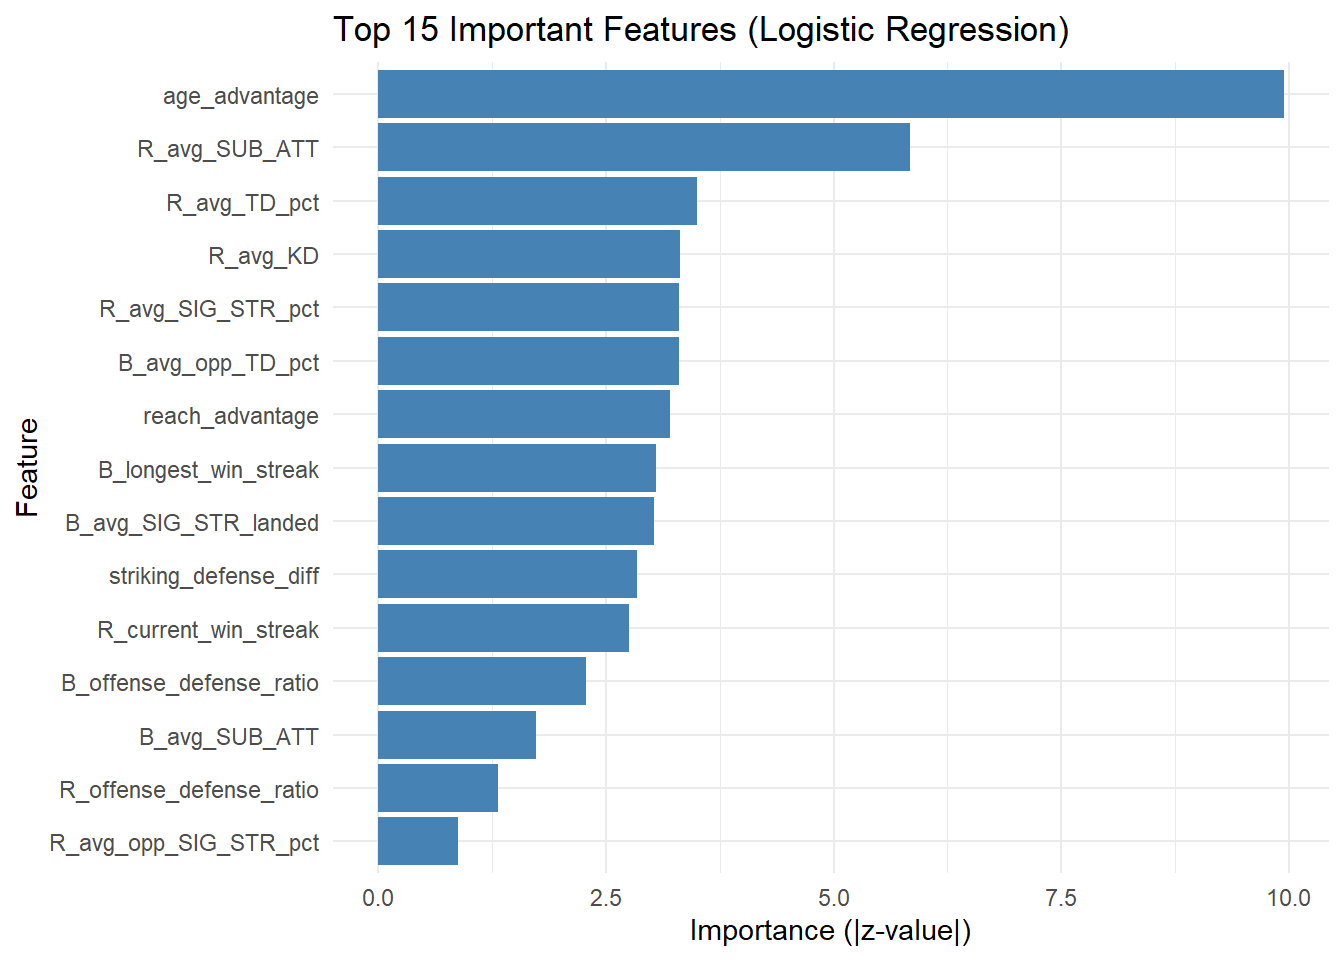 Top 15 Important Features (Logistic Regression)
Feature
age_advantage
R_avg_SUB_ATT
R_avg_TD_pct
R_avg_KD
R_avg_SIG_STR_pct
B_avg_opp_TD_pct
reach_advantage
B_longest_win_streak
B_avg_SIG_STR_landed
striking_defense_diff
R_current_win_streak
B_offense_defense_ratio
B_avg_SUB_ATT
R_offense_defense_ratio
R_avg_opp_SIG_STR_pct
0.0 2.5 5.0 7.5 10.0
Importance (|z-value|)